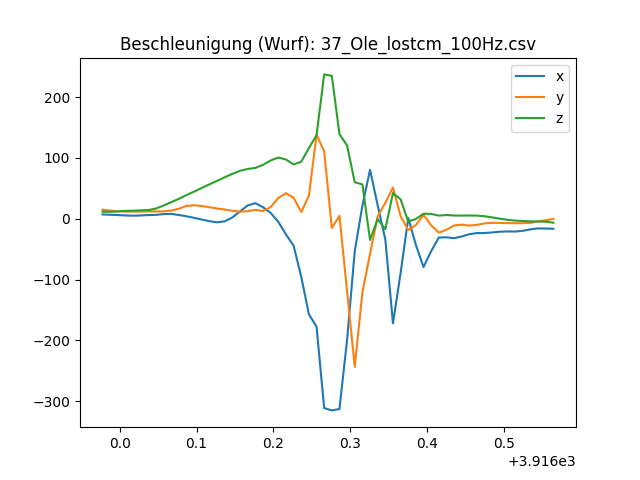 Beschleunigung (Wurf): 37_Ole_lostcm_100Hz.csv
x
y
z
200
100
0
−100
−200
−300
0.0 0.1 0.2 0.3 0.4 0.5
+3.916e3